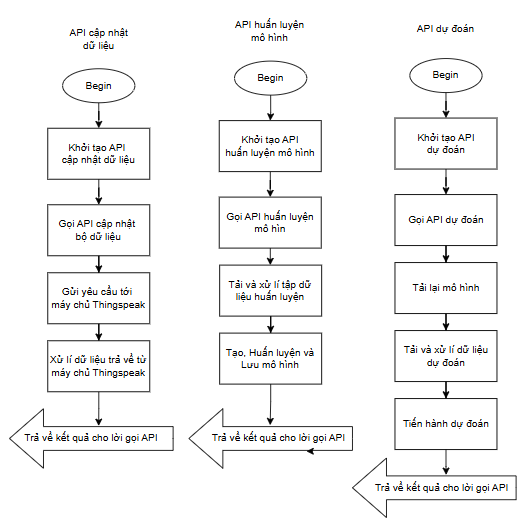 API cập nhật
dữ liệu
Begin
Khởi tạo API
cập nhật dữ liệu
Gọi API cập nhật
bộ dữ liệu
Gửi yêu cầu tới
máy chủ Thingspeak
Xử lí dữ liệu trả về từ
máy chủ Thingspeak
Trả về kết quả cho lời gọi API
API huấn luyện
mô hình
Begin
Khởi tạo API
huấn luyện mô hình
Gọi API huấn luyện
mô hìn
Tải và xử lí tập dữ
liệu huấn luyện
Tạo, Huấn luyện và
Lưu mô hình
Trả về kết quả cho lời gọi API
API dự đoán
Begin
Khởi tạo API
dự đoán
Gọi API dự đoán
Tải lại mô hình
Tải và xử lí dữ liệu
dự đoán
Tiến hành dự đoán
Trả về kết quả cho lời gọi API